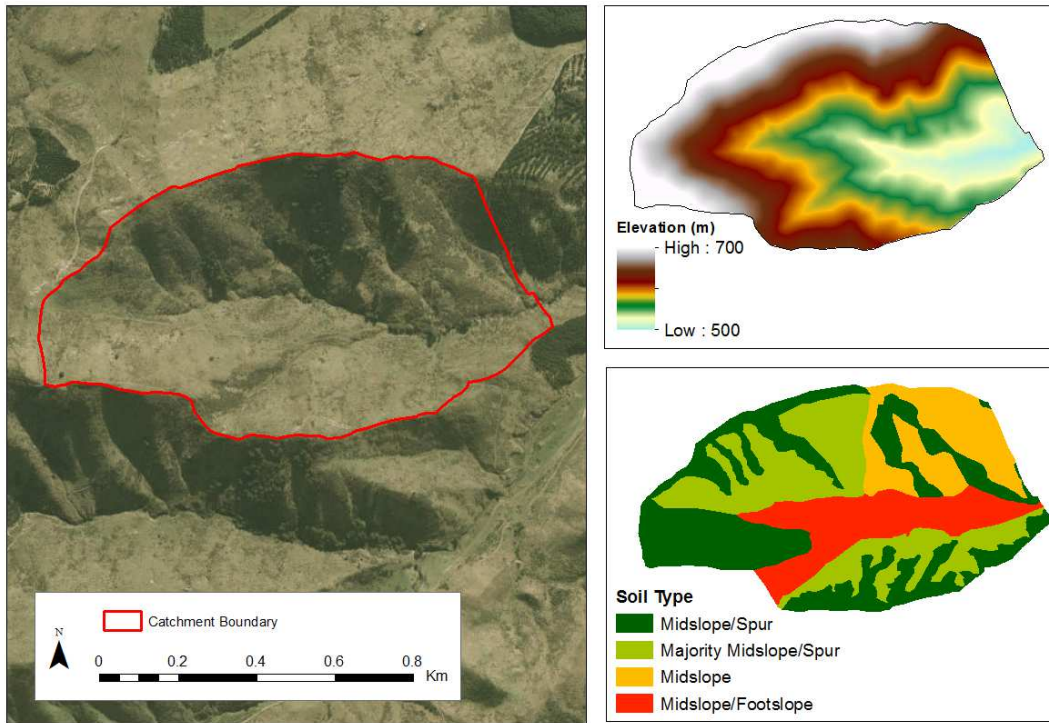 Catchment Boundary
N
0 0.2 0.4 0.6 0.8
Km
Elevation (m)
High : 700
Low : 500
Soil Type
Midslope/Spur
Majority Midslope/Spur
Midslope
Midslope/Footslope